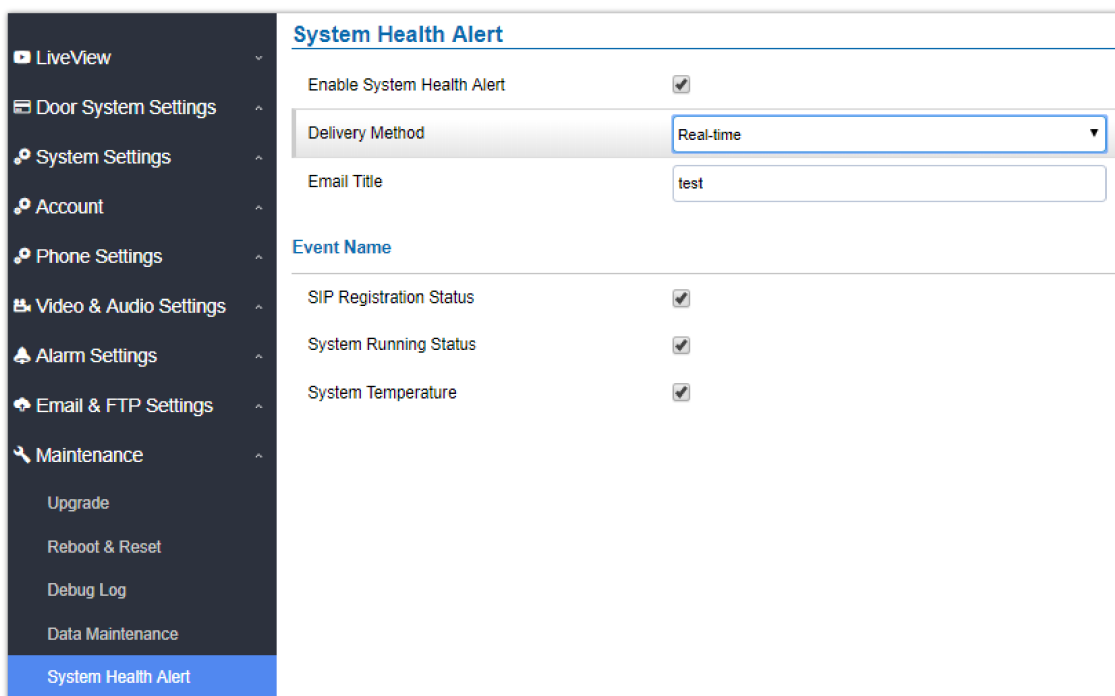 LiveView
Door System Settings
System Settings
Account
Phone Settings
Video & Audio Settings
Alarm Settings
Email & FTP Settings
Maintenance
Upgrade
Reboot & Reset
Debug Log
Data Maintenance
System Health Alert
System Health Alert
Enable System Health Alert
Delivery Method Real-time
Email Title test
Event Name
SIP Registration Status
System Running Status
System Temperature